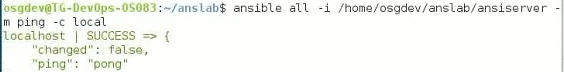 osgdev@TG-DevOps-OS083:~/anslab$ ansible all -i /home/osgdev/anslab/ansiserver -
m ping -c local
localhost | SUCCESS => {
    "changed": false,
    "ping": "pong"